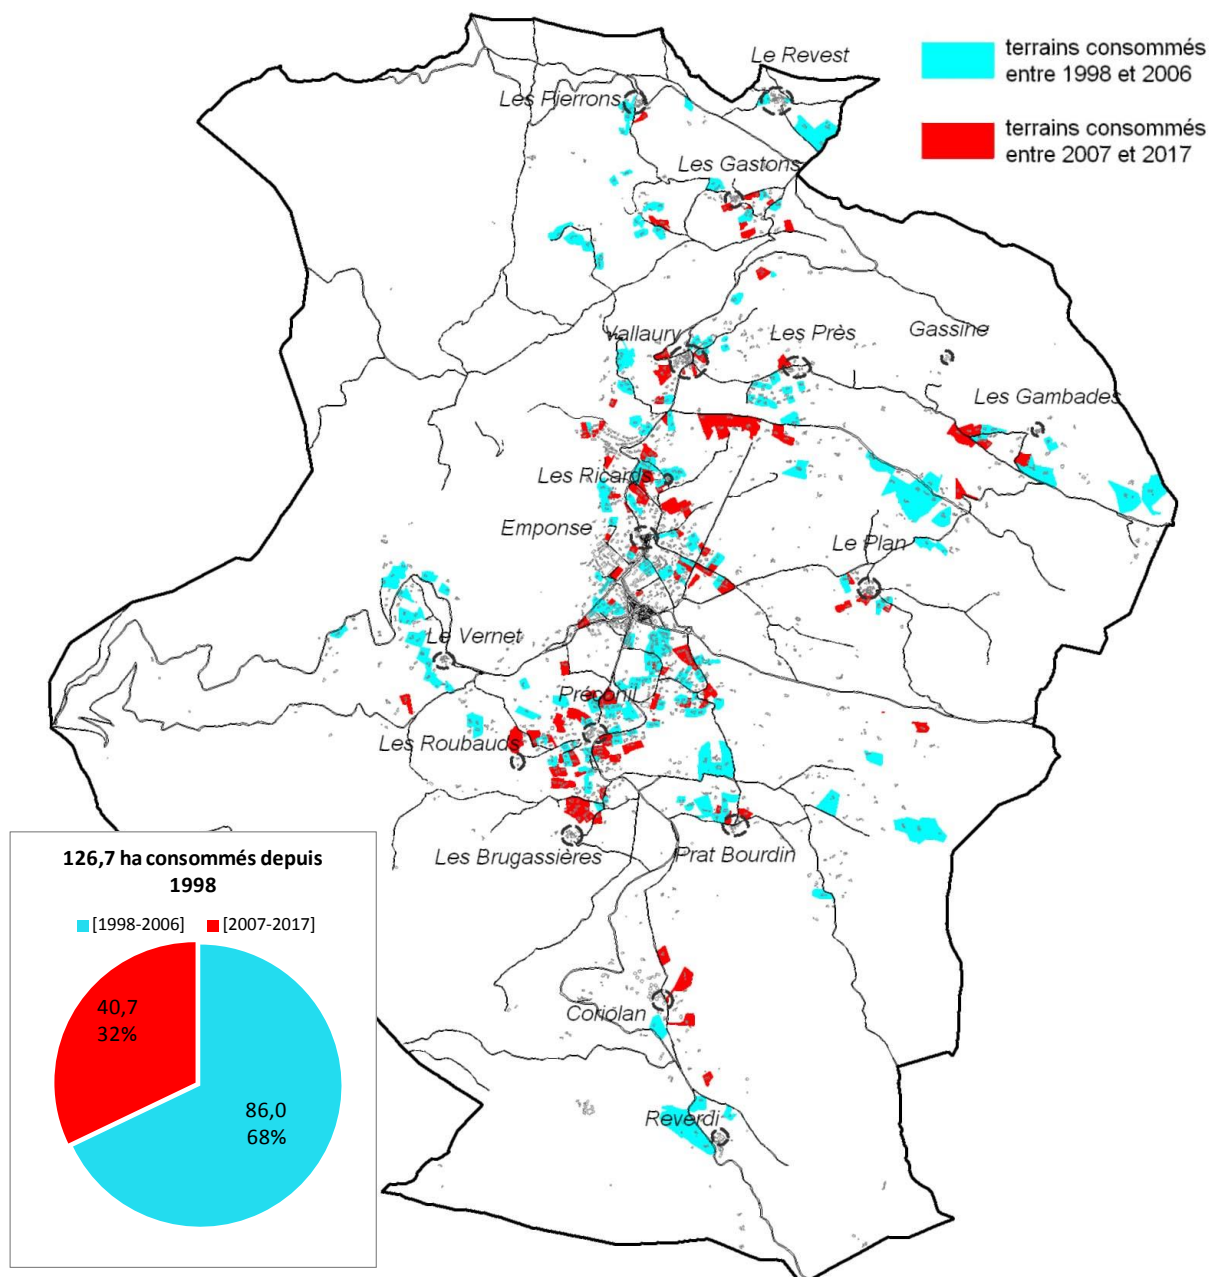 terrains consommés
entre 1998 et 2006
terrains consommés
entre 2007 et 2017
Le Revest
Les Pierrons
Les Gastons
Vallaury
Les Près
Gassine
Les Gambades
Les Ricards
Emponse
Le Plan
Le Vernet
Préconil
Les Roubauds
Les Brugassières
Prat Bourdin
Coriolan
Reverdi
126,7 ha consommés depuis
1998
[1998-2006]
[2007-2017]
40,7
32%
86,0
68%